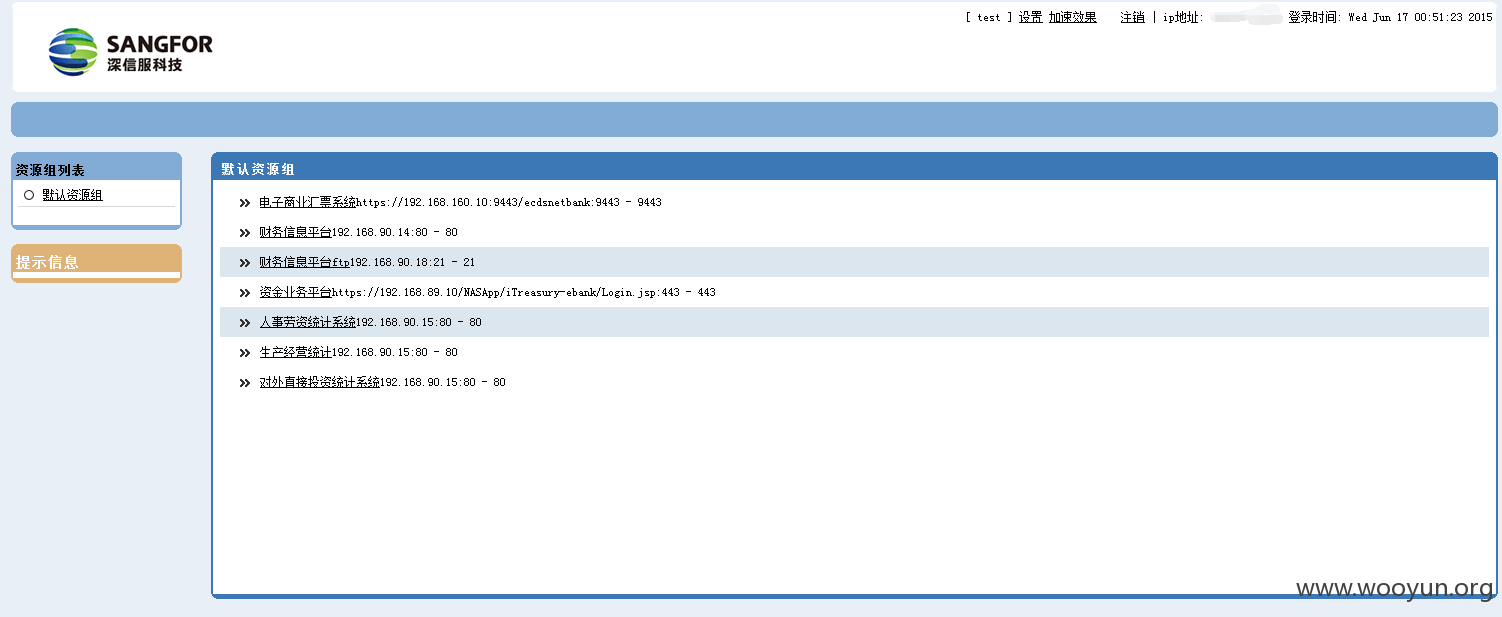 [ test ] 设置 加速效果 注销 | ip地址: 登录时间: Wed Jun 17 00:51:23 2015
SANGFOR
深信服科技
资源组列表
默认资源组
提示信息
默认资源组
电子商业汇票系统https://192.168.160.10:9443/ecdsnetbank:9443 - 9443
财务信息平台192.168.90.14:80 - 80
财务信息平台ftp192.168.90.18:21 - 21
资金业务平台https://192.168.89.10/NASApp/iTreasury-ebank/Login.jsp:443 - 443
人事劳资统计系统192.168.90.15:80 - 80
生产经营统计192.168.90.15:80 - 80
对外直接投资统计系统192.168.90.15:80 - 80
www.wooyun.org